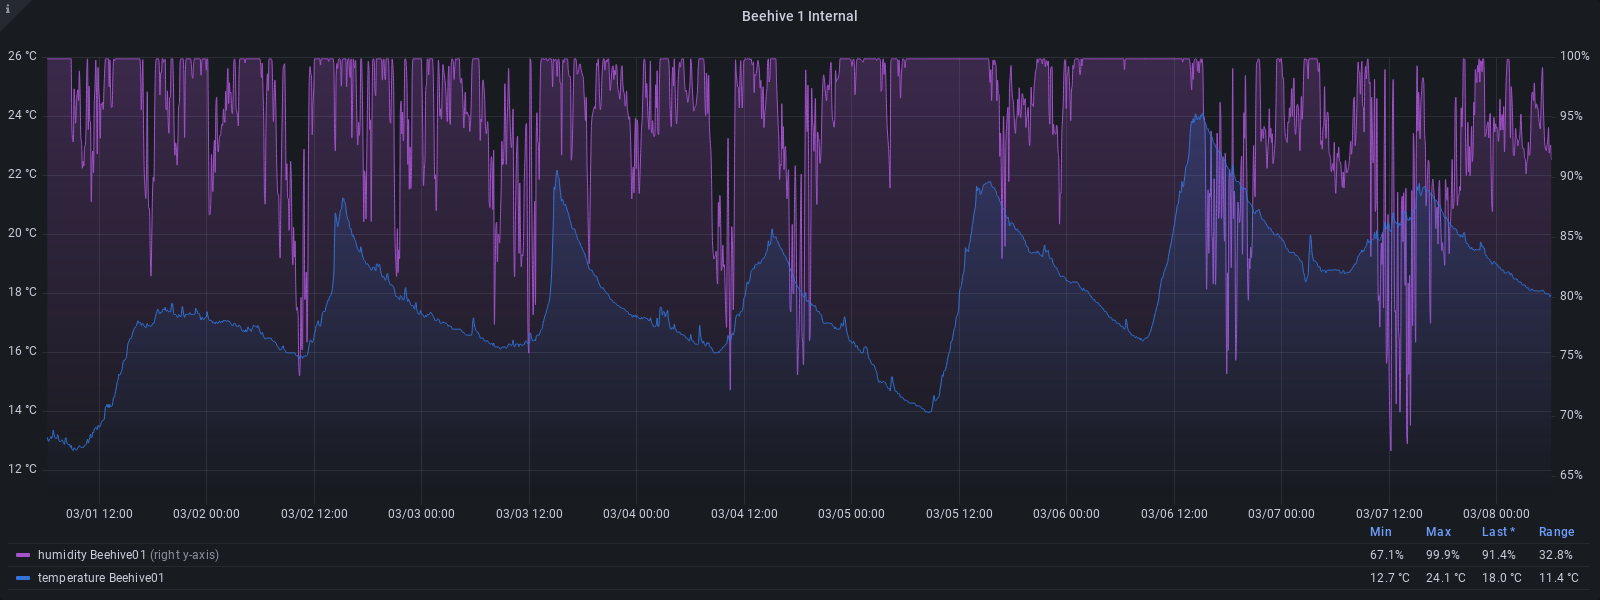 i
Beehive 1 Internal
26 °C 100%
24 °C 95%
22 °C 90%
20 °C 85%
18 °C 80%
16 °C 75%
14 °C 70%
12 °C 65%
03/01 12:00 03/02 00:00 03/02 12:00 03/03 00:00 03/03 12:00 03/04 00:00 03/04 12:00 03/05 00:00 03/05 12:00 03/06 00:00 03/06 12:00 03/07 00:00 03/07 12:00 03/08 00:00
Min Max Last * Range
humidity Beehive01 (right y-axis) 67.1% 99.9% 91.4% 32.8%
temperature Beehive01 12.7 °C 24.1 °C 18.0 °C 11.4 °C